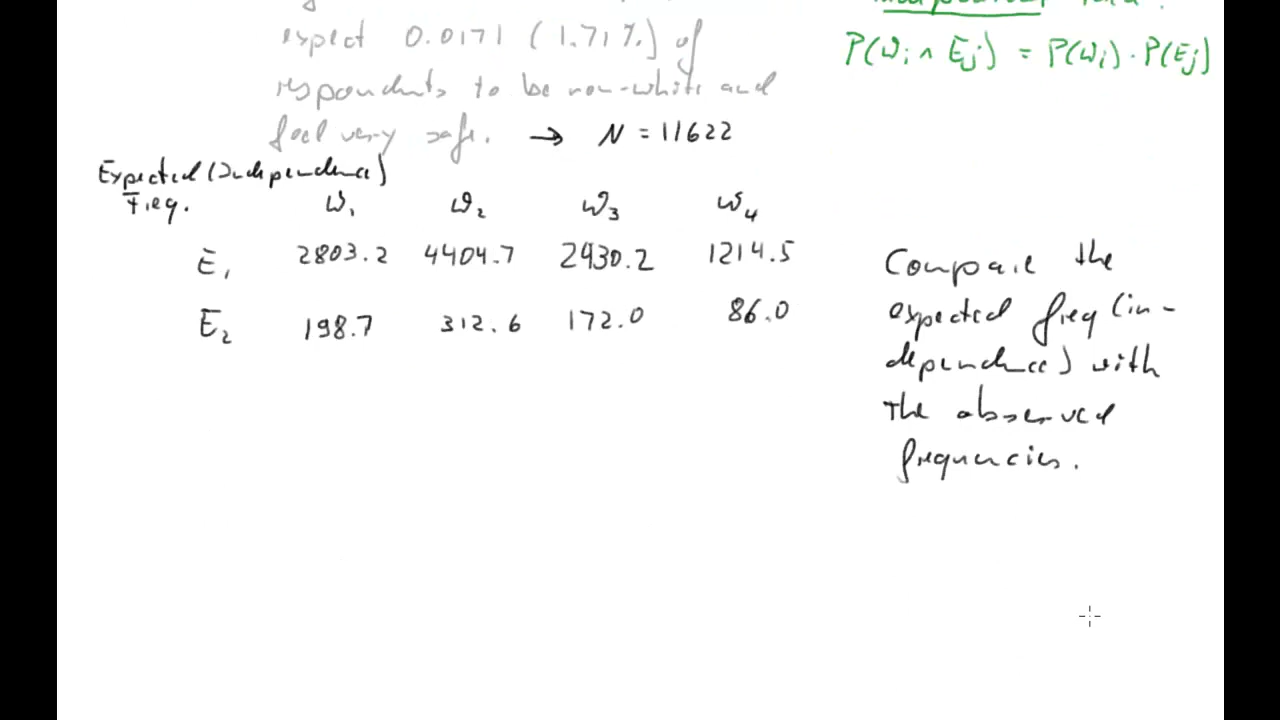 expect 0.0171 (1.71%) of
respondents to be non-white and
feel very safe. → N = 11622
P(W₁ ∩ Eⱼ) = P(Wᵢ) · P(Eⱼ)
Expected (Independence)
Freq. W₁ W₂ W₃ W₄
E₁ 2803.2 4404.7 2430.2 1214.5
E₂ 198.7 312.6 172.0 86.0
Compare the
expected freq (in-
dependence) with
the observed
frequencies.